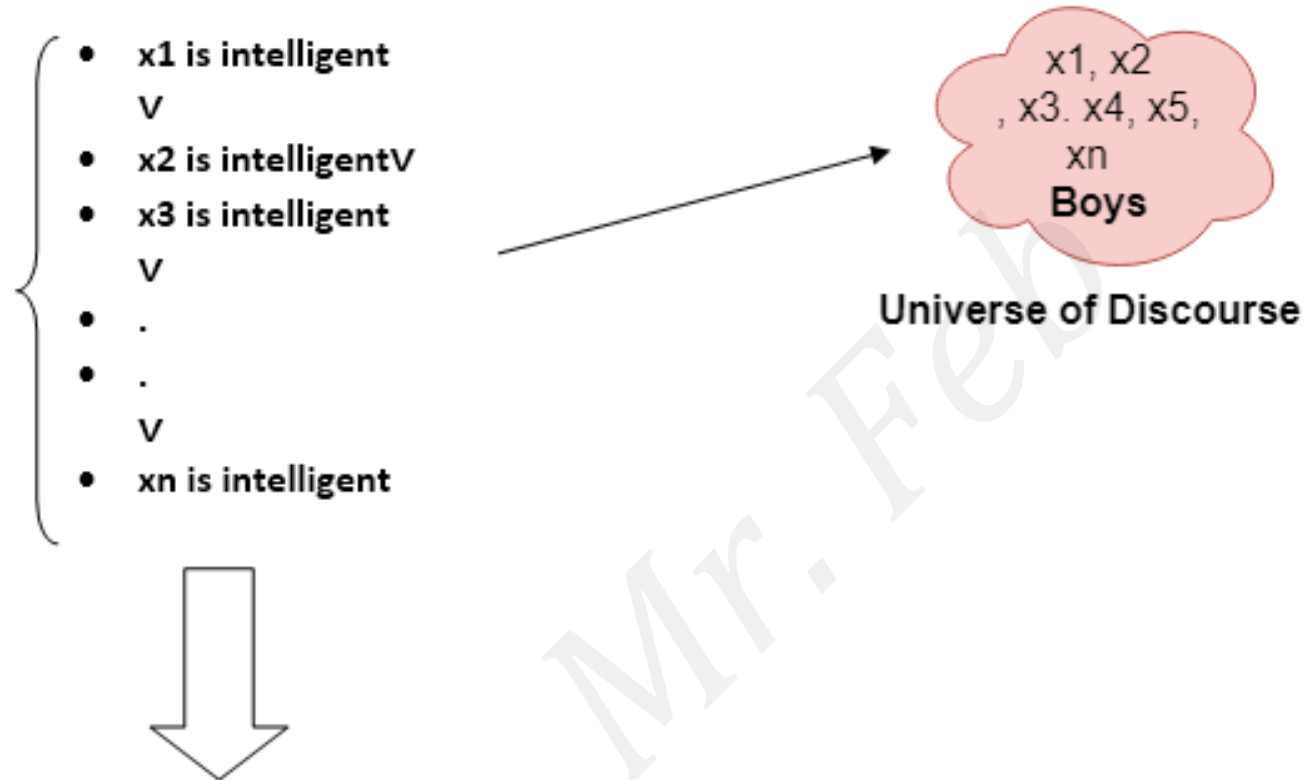 • x1 is intelligent
V
• x2 is intelligentV
• x3 is intelligent
V
• .
• .
V
• xn is intelligent
x1, x2
, x3. x4, x5,
xn
Boys
Universe of Discourse
Mr. Feb